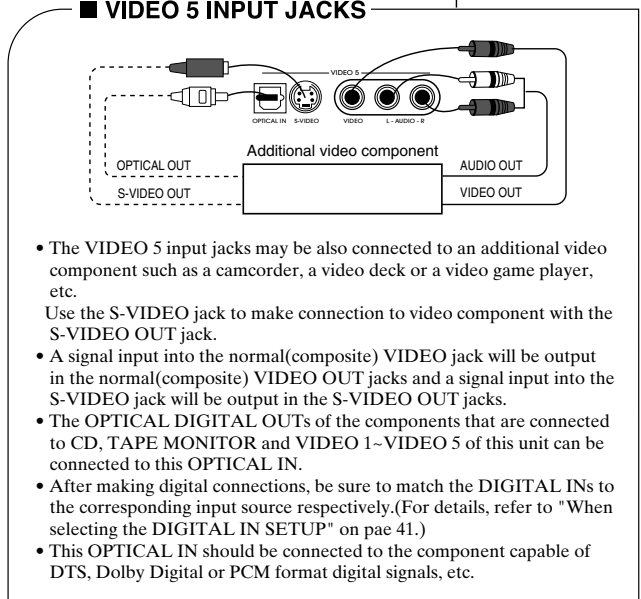 ■ VIDEO 5 INPUT JACKS
VIDEO 5
OPTICAL IN S-VIDEO VIDEO L - AUDIO - R
Additional video component
OPTICAL OUT AUDIO OUT
S-VIDEO OUT VIDEO OUT
• The VIDEO 5 input jacks may be also connected to an additional video
component such as a camcorder, a video deck or a video game player,
etc.
Use the S-VIDEO jack to make connection to video component with the
S-VIDEO OUT jack.
• A signal input into the normal(composite) VIDEO jack will be output
in the normal(composite) VIDEO OUT jacks and a signal input into the
S-VIDEO jack will be output in the S-VIDEO OUT jacks.
• The OPTICAL DIGITAL OUTs of the components that are connected
to CD, TAPE MONITOR and VIDEO 1~VIDEO 5 of this unit can be
connected to this OPTICAL IN.
• After making digital connections, be sure to match the DIGITAL INs to
the corresponding input source respectively.(For details, refer to "When
selecting the DIGITAL IN SETUP" on pae 41.)
• This OPTICAL IN should be connected to the component capable of
DTS, Dolby Digital or PCM format digital signals, etc.